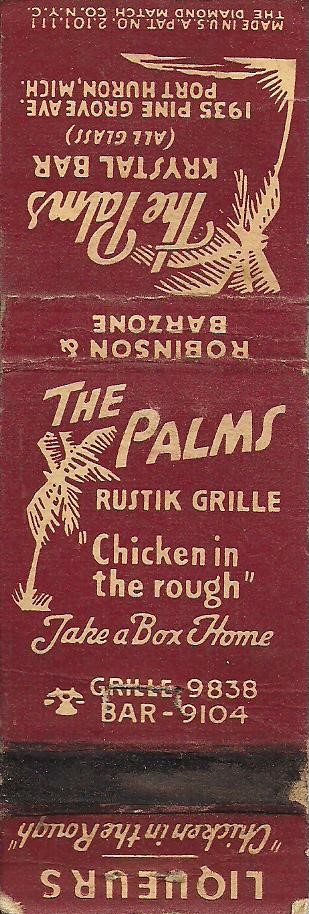 MADE IN U.S.A. PAT. NO. 2,101,111
THE DIAMOND MATCH CO. N.Y.C.
The Palms
KRYSTAL BAR
(ALL GLASS)
1935 PINE GROVE AVE.
PORT HURON, MICH.
ROBINSON &
BARZONE
THE
PALMS
RUSTIK GRILLE
"Chicken in
the rough"
Take a Box Home
GRILLE-9838
BAR-9104
LIQUEURS
"Chicken in the Rough"